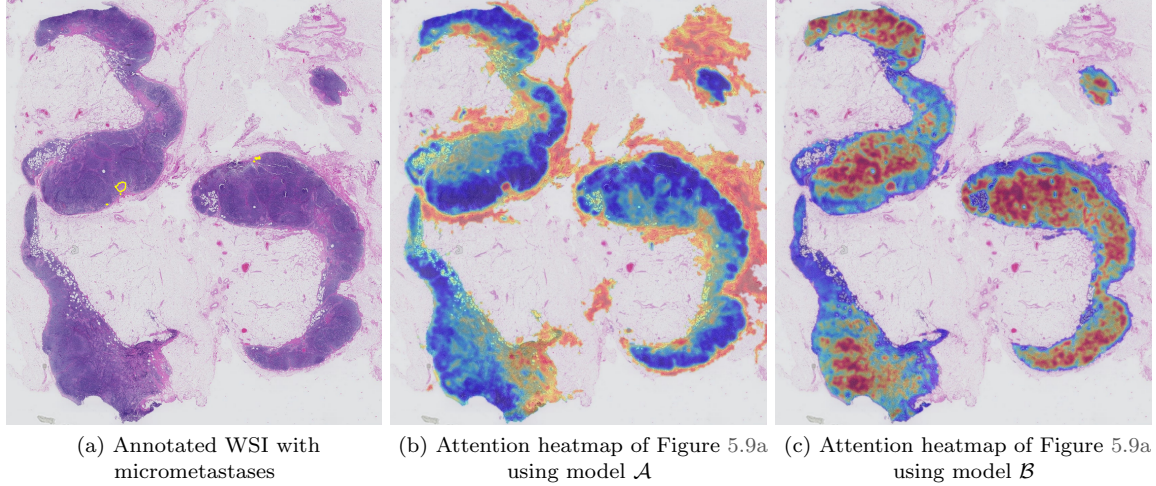 (a) Annotated WSI with
micrometastases
(b) Attention heatmap of Figure 5.9a
using model 𝒜
(c) Attention heatmap of Figure 5.9a
using model ℬ